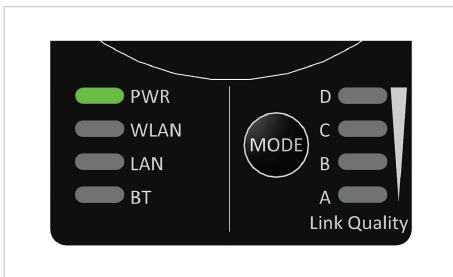 PWR
WLAN
LAN
BT
MODE
D
C
B
A
Link Quality